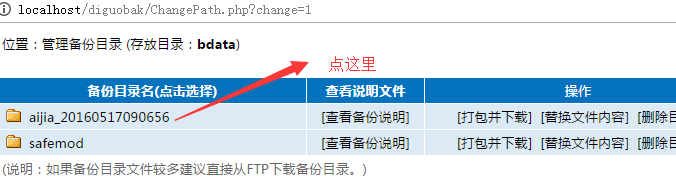 localhost/diguobak/ChangePath.php?change=1
位置：管理备份目录 (存放目录：bdata)
点这里
备份目录名(点击选择) 查看说明文件 操作
aijia_20160517090656 [查看备份说明] [打包并下载] [替换文件内容] [删除目
safemod [查看备份说明] [打包并下载] [替换文件内容] [删除目
(说明：如果备份目录文件较多建议直接从FTP下载备份目录。)